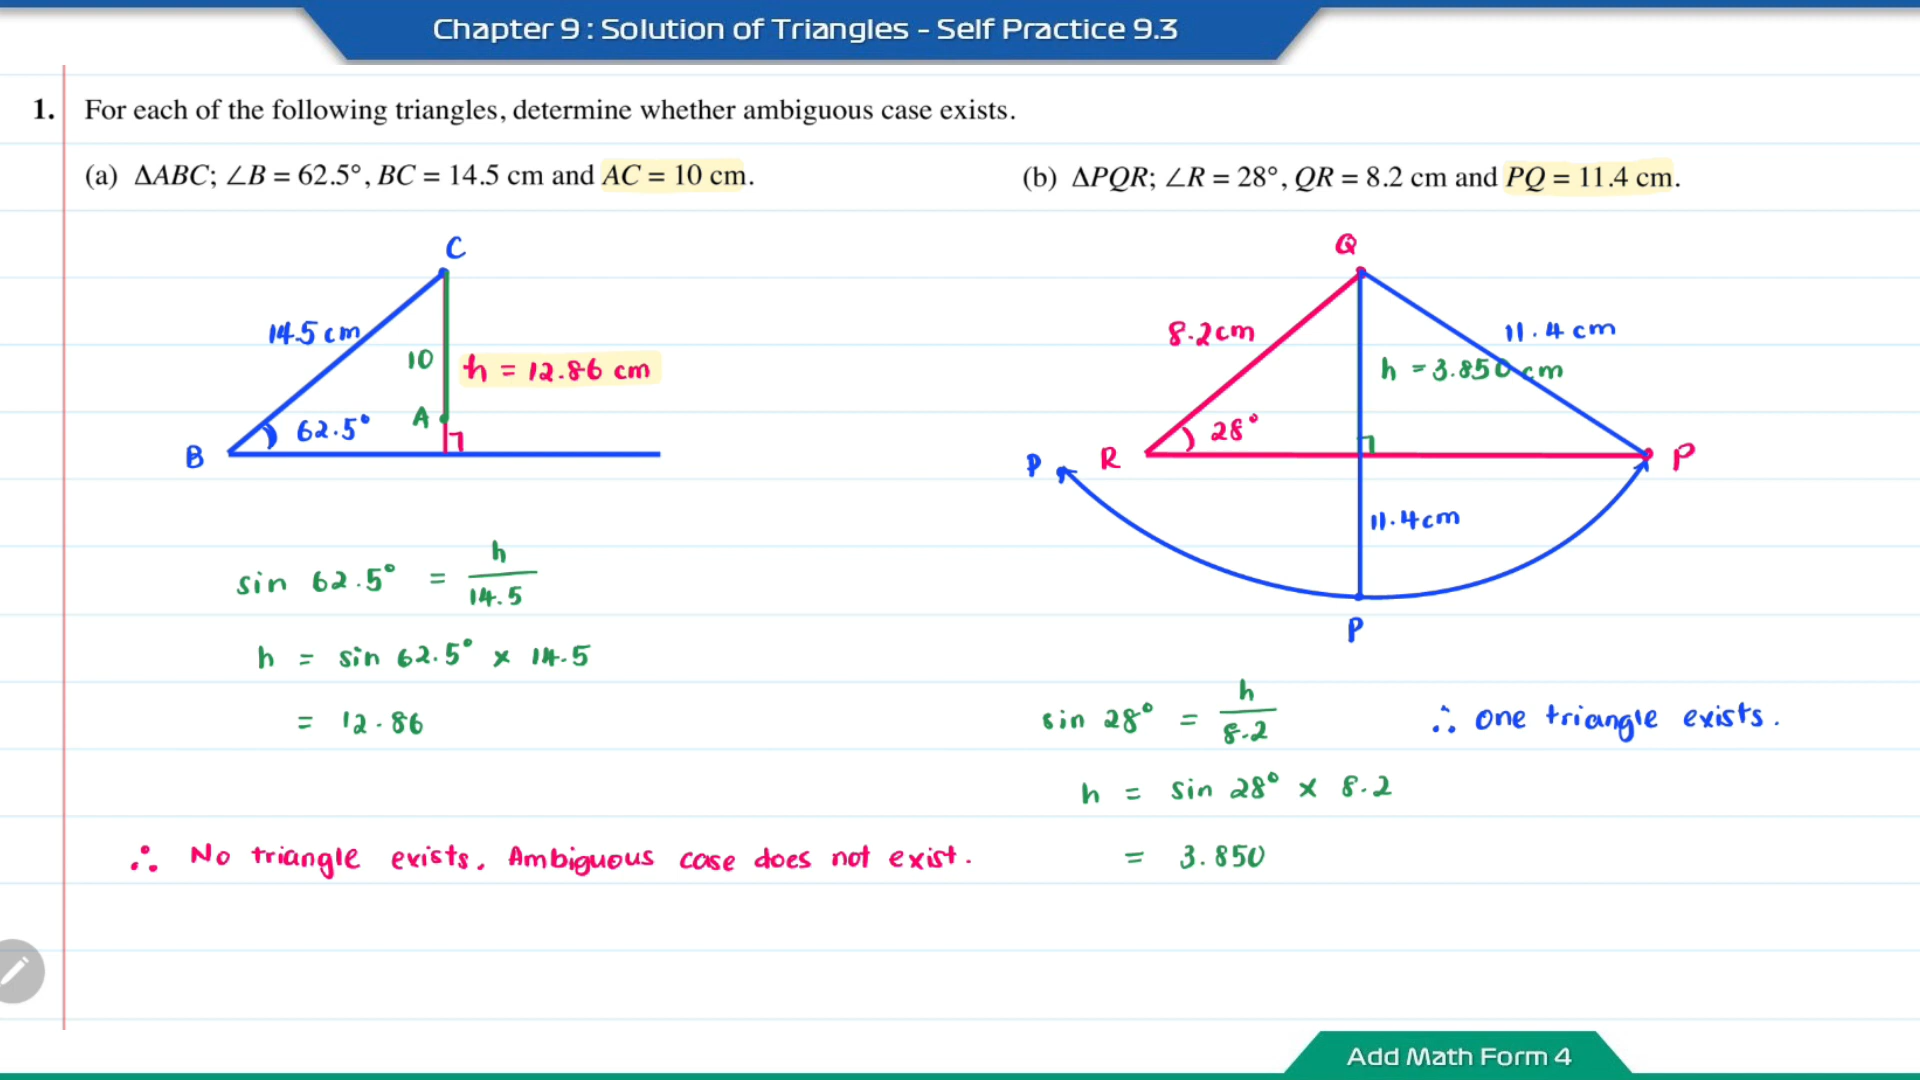 Chapter 9 : Solution of Triangles - Self Practice 9.3
1. For each of the following triangles, determine whether ambiguous case exists.
(a) ΔABC; ∠B = 62.5°, BC = 14.5 cm and AC = 10 cm.
C
14.5 cm
10
h = 12.86 cm
A
62.5°
B
sin 62.5° = h / 14.5
h = sin 62.5° × 14.5
= 12.86
∴ No triangle exists. Ambiguous case does not exist.
(b) ΔPQR; ∠R = 28°, QR = 8.2 cm and PQ = 11.4 cm.
Q
8.2cm
11.4 cm
h = 3.850 cm
28°
P
R
P
11.4cm
P
sin 28° = h / 8.2
∴ one triangle exists.
h = sin 28° × 8.2
= 3.850
Add Math Form 4